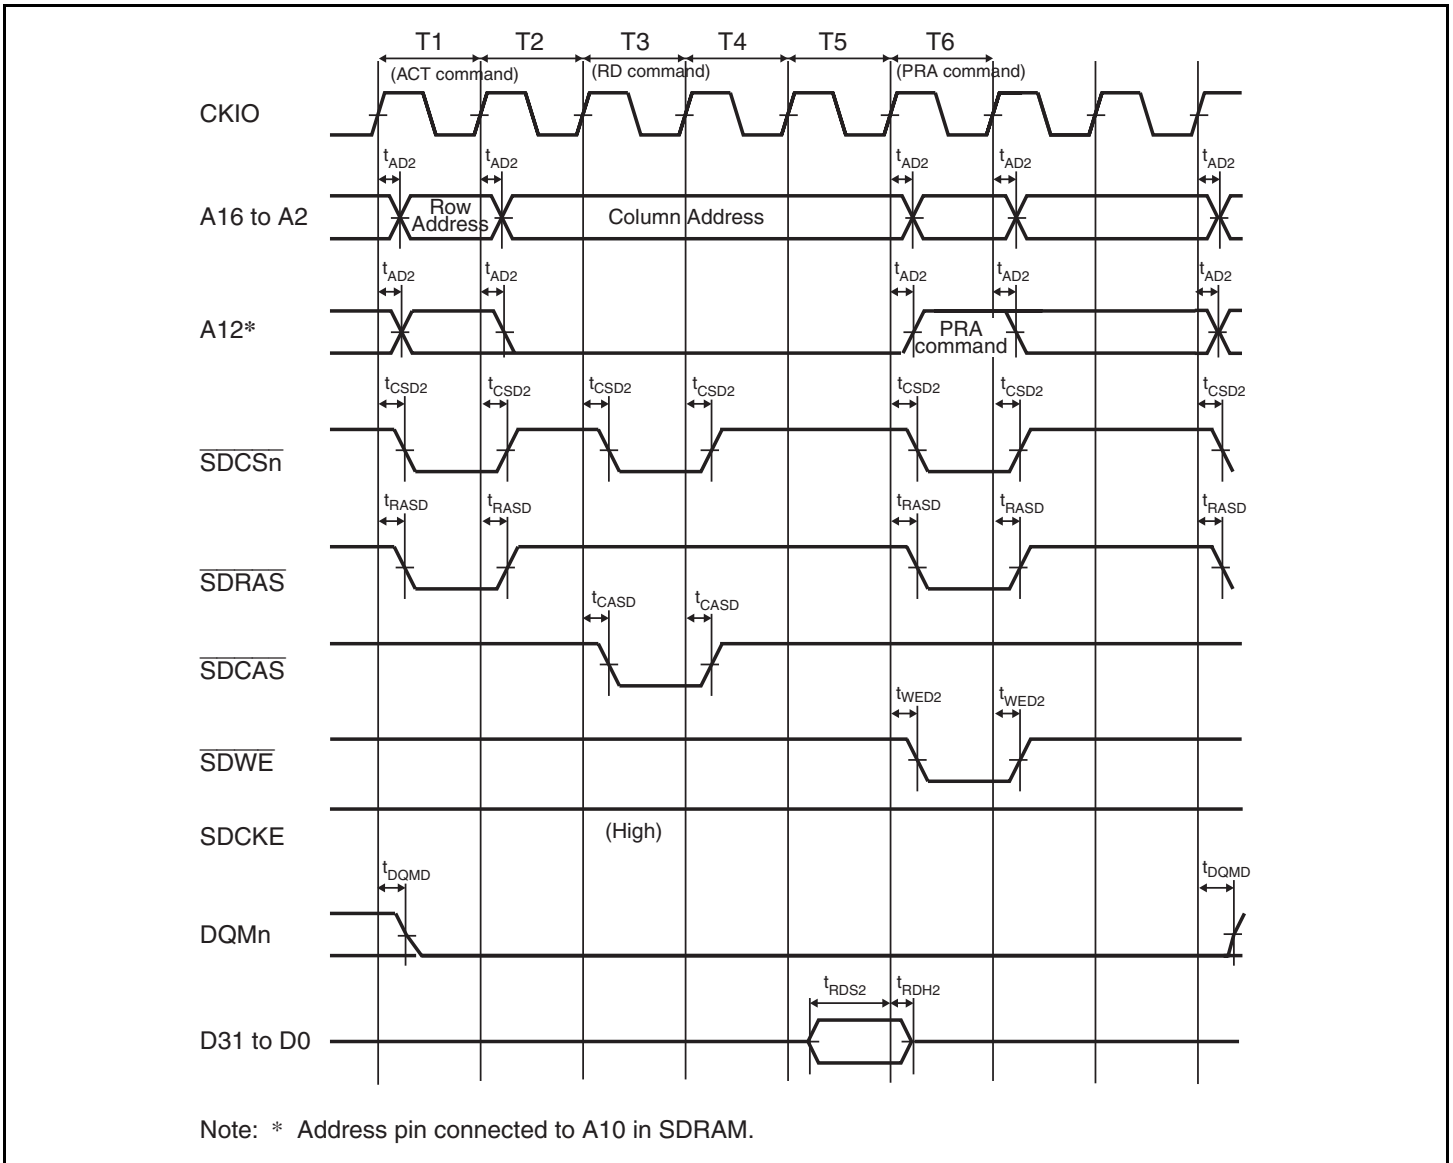 T1 T2 T3 T4 T5 T6
(ACT command) (RD command) (PRA command)
CKIO
tAD2 tAD2 tAD2 tAD2 tAD2
A16 to A2 Row Address Column Address
tAD2 tAD2 tAD2 tAD2 tAD2
A12* PRA command
tCSD2 tCSD2 tCSD2 tCSD2 tCSD2 tCSD2 tCSD2
SDCSn
tRASD tRASD tRASD tRASD tRASD
SDRAS
tCASD tCASD
SDCAS
tWED2 tWED2
SDWE
SDCKE (High)
tDQMD tDQMD
DQMn
tRDS2 tRDH2
D31 to D0
Note: * Address pin connected to A10 in SDRAM.